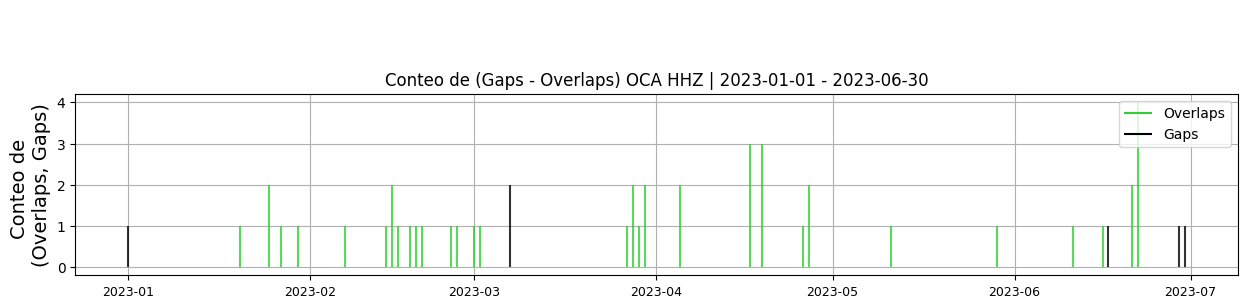 Conteo de (Gaps - Overlaps) OCA HHZ | 2023-01-01 - 2023-06-30
Conteo de
(Overlaps, Gaps)
4
3
2
1
0
Overlaps
Gaps
2023-01
2023-02
2023-03
2023-04
2023-05
2023-06
2023-07